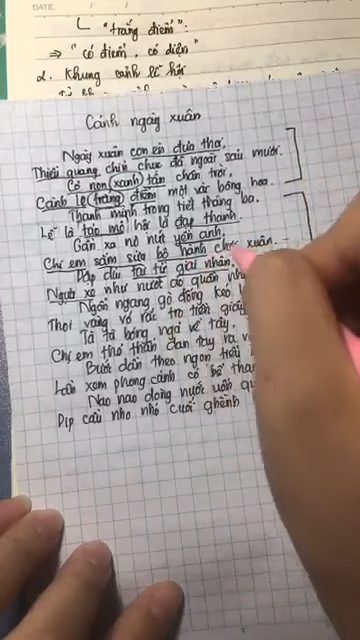 DATE. / /
"trắng điểm":
⇒ "có điểm, có diện"
2. Khung cảnh lễ hội
Cảnh ngày xuân
Ngày xuân con én đưa thoi,
Thiều quang chín chục đã ngoài sáu mươi.
Cỏ non (xanh) tận chân trời,
Cành lê (trắng) điểm một vài bông hoa.
Thanh minh trong tiết tháng ba.
Lễ là tảo mộ hội là đạp thanh.
Gần xa nô nức yến anh,
Chị em sắm sửa bộ hành chơi xuân.
Dập dìu tài tử giai nhân,
Ngựa xe như nước áo quần
Ngổn ngang gò đống kéo
Thoi vàng vó rắc tro tiền giấy
Tà tà bóng ngả về tây,
Chị em thơ thẩn dan tay ra
Bước dần theo ngọn tiểu
Lần xem phong cảnh có bề
Nao nao dòng nước uốn
Dịp cầu nho nhỏ cuối ghềnh